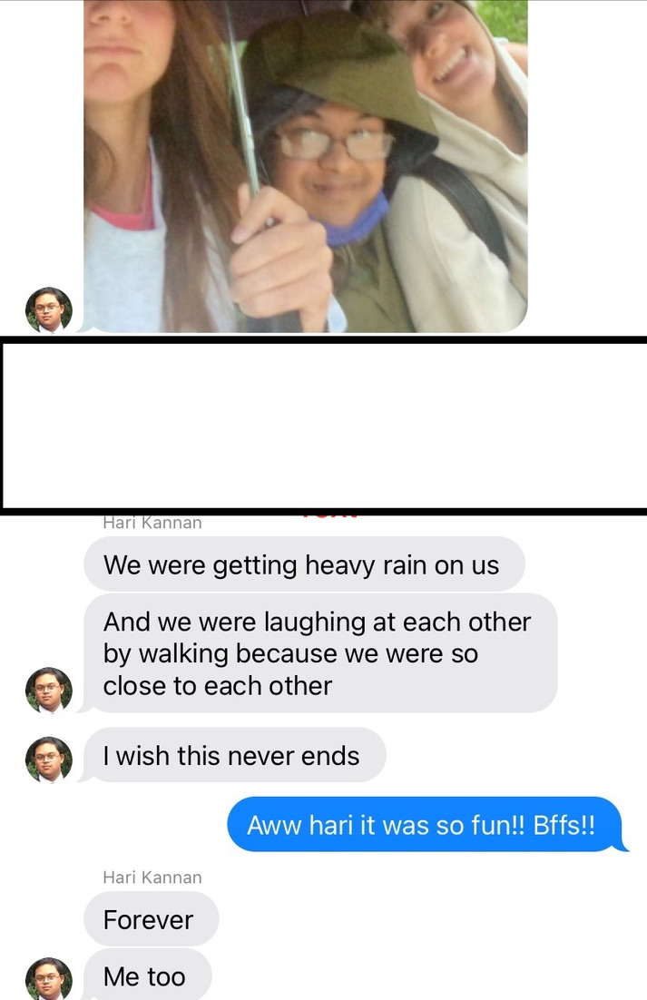 Hari Kannan
We were getting heavy rain on us
And we were laughing at each other
by walking because we were so
close to each other
I wish this never ends
Aww hari it was so fun!! Bffs!!
Hari Kannan
Forever
Me too